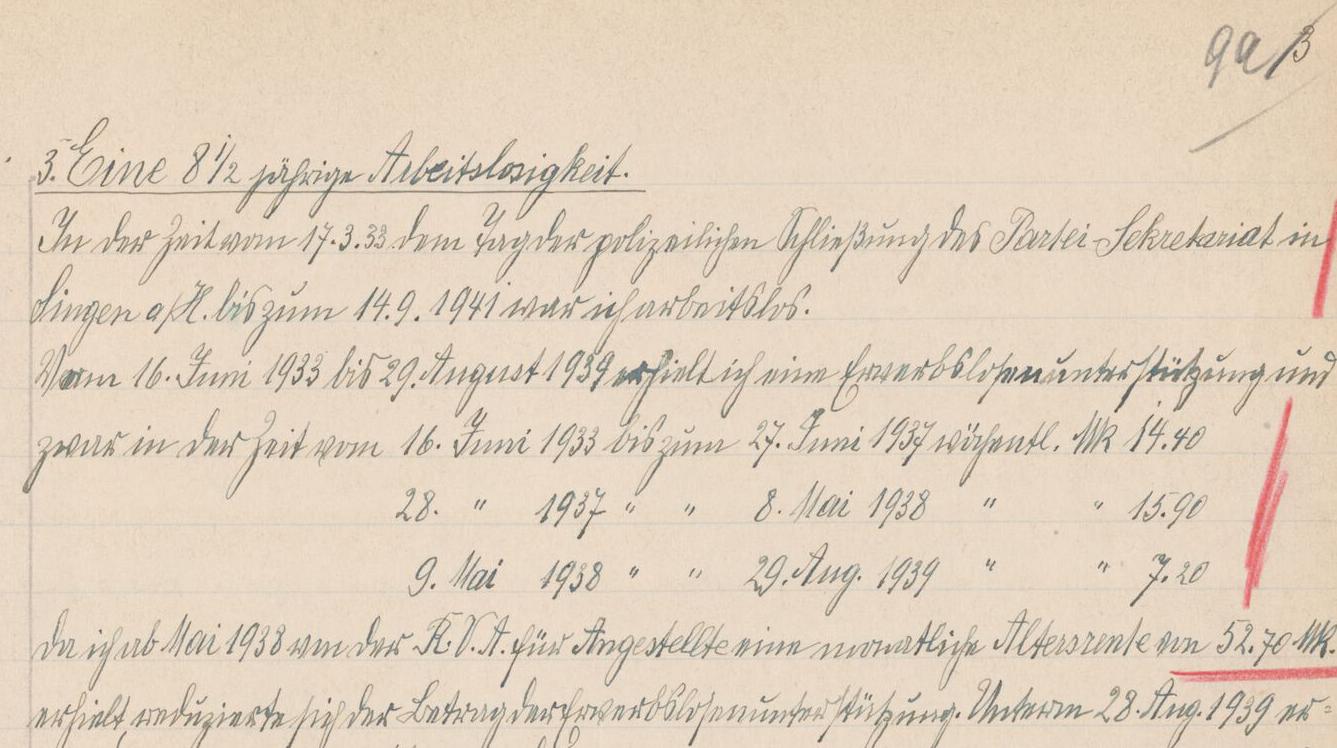 9a/3
3. Eine 8 1/2 jährige Arbeitslosigkeit.
In der Zeit vom 17.3.33 dem Tag der polizeilichen Schließung des Partei-Sekretariat in
Singen a/H. bis zum 14.9.1941 war ich arbeitslos.
Vom 16. Juni 1933 bis 29. August 1939 erhielt ich eine Erwerbslosenunterstützung und
zwar in der Zeit vom 16. Juni 1933 bis zum 27. Juni 1937 wöchentl. Mk 14.40
28. " 1937 " " 8. Mai 1938 " " 15.90
9. Mai 1938 " " 29. Aug. 1939 " " 7.20
Da ich ab Mai 1938 von der R.V.A. für Angestellte eine monatliche Altersrente von 52.70 Mk.
erhielt, reduzierte sich der Betrag der Erwerbslosenunterstützung. Unterm 28. Aug. 1939 er=